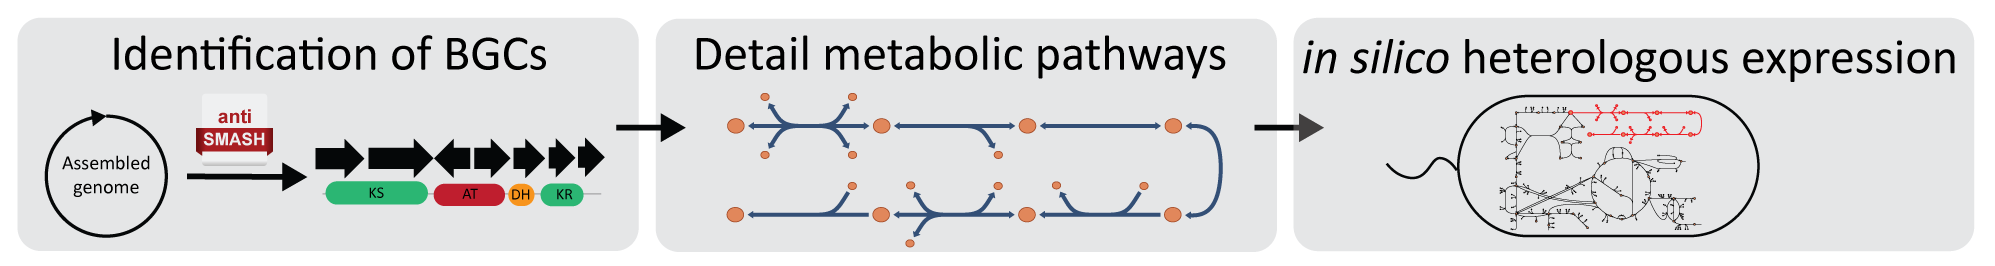 Identification of BGCs
anti
SMASH
Assembled
genome
KS
AT
DH
KR
Detail metabolic pathways
in silico heterologous expression